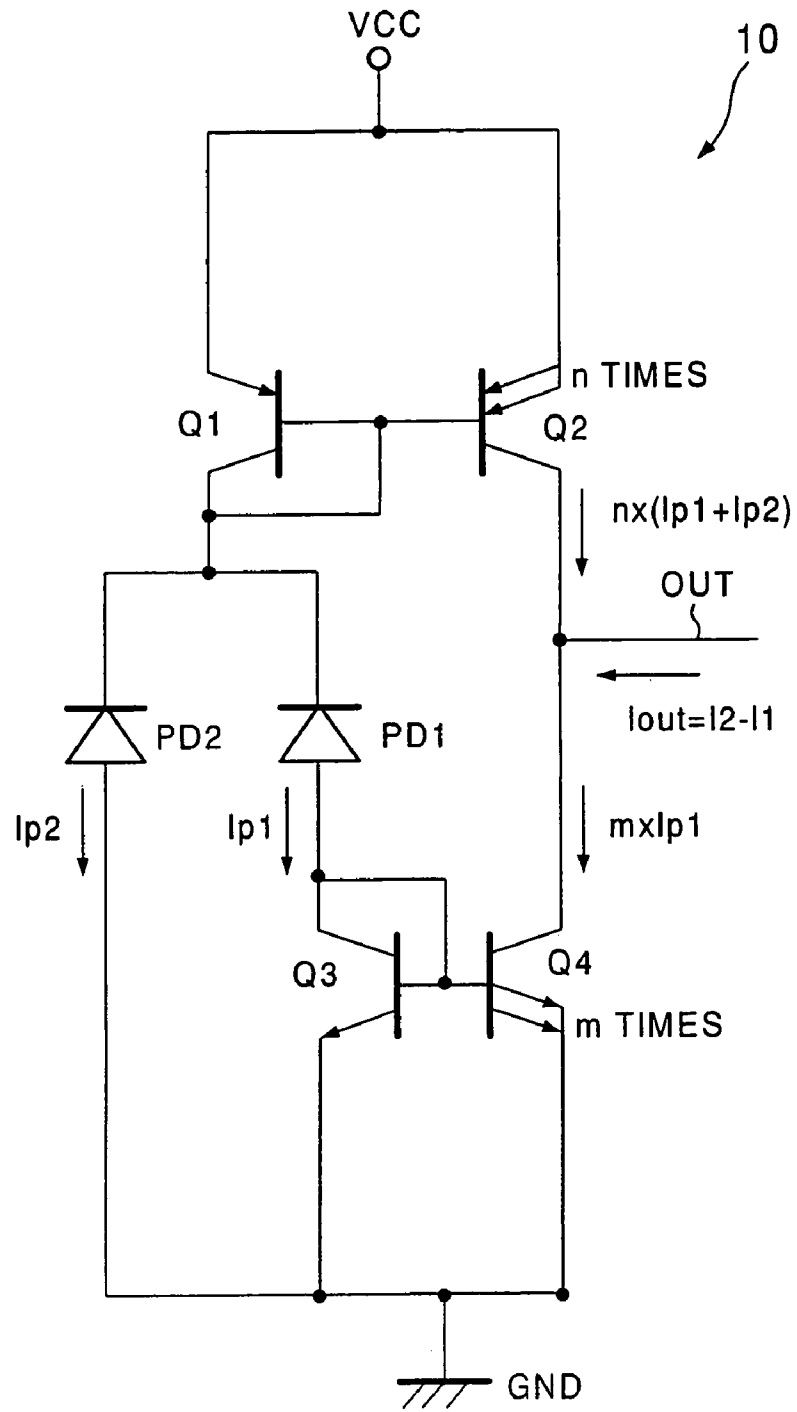 VCC
10
Q1
n TIMES
Q2
nx(Ip1+Ip2)
OUT
Iout=I2-I1
PD2
PD1
Ip2
Ip1
mxIp1
Q3
Q4
m TIMES
GND